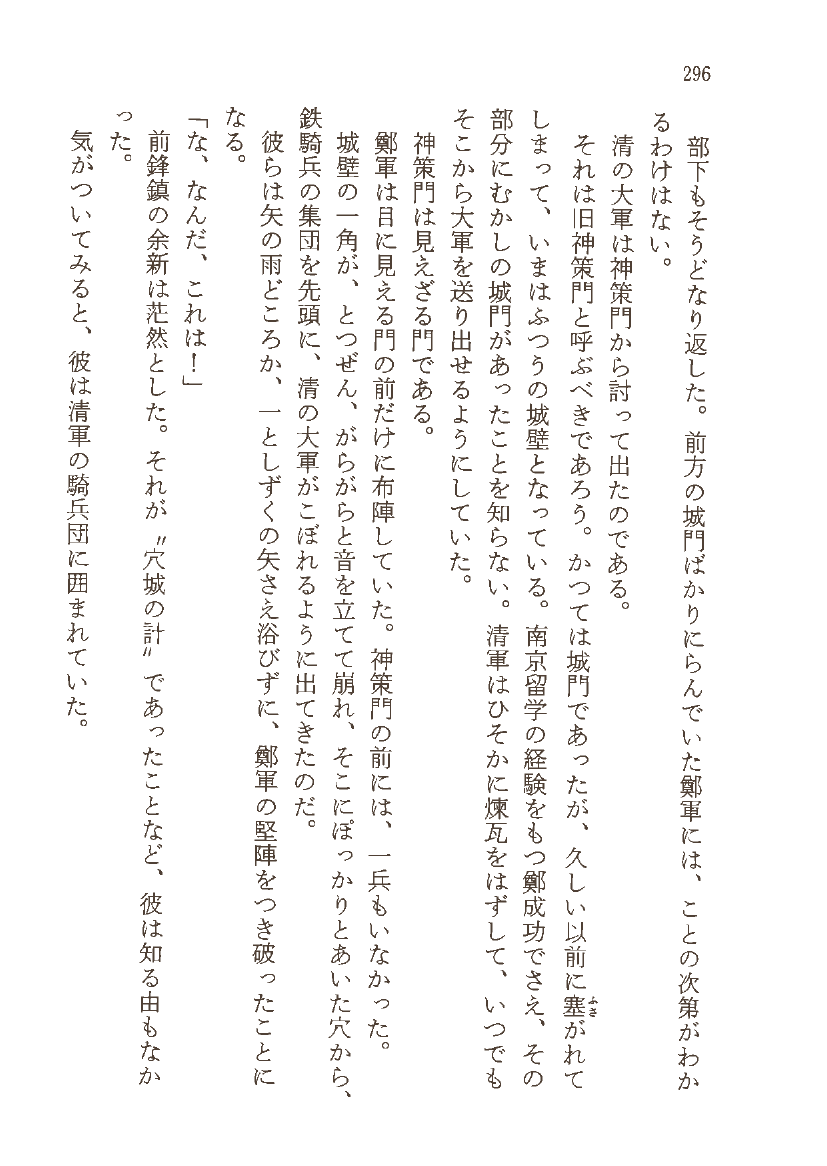 296
部下もそうどなり返した。前方の城門ばかりにらんでいた鄭軍には、ことの次第がわか
るわけはない。
清の大軍は神策門から討って出たのである。
それは旧神策門と呼ぶべきであろう。かつては城門であったが、久しい以前に塞がれて
ふさ
しまって、いまはふつうの城壁となっている。南京留学の経験をもつ鄭成功でさえ、その
部分にむかしの城門があったことを知らない。清軍はひそかに煉瓦をはずして、いつでも
そこから大軍を送り出せるようにしていた。
神策門は見えざる門である。
鄭軍は目に見える門の前だけに布陣していた。神策門の前には、一兵もいなかった。
城壁の一角が、とつぜん、がらがらと音を立てて崩れ、そこにぽっかりとあいた穴から、
鉄騎兵の集団を先頭に、清の大軍がこぼれるように出てきたのだ。
彼らは矢の雨どころか、一としずくの矢さえ浴びずに、鄭軍の堅陣をつき破ったことに
なる。
「な、なんだ、これは！」
前鋒鎮の余新は茫然とした。それが〝穴城の計〟であったことなど、彼は知る由もなか
った。
気がついてみると、彼は清軍の騎兵団に囲まれていた。